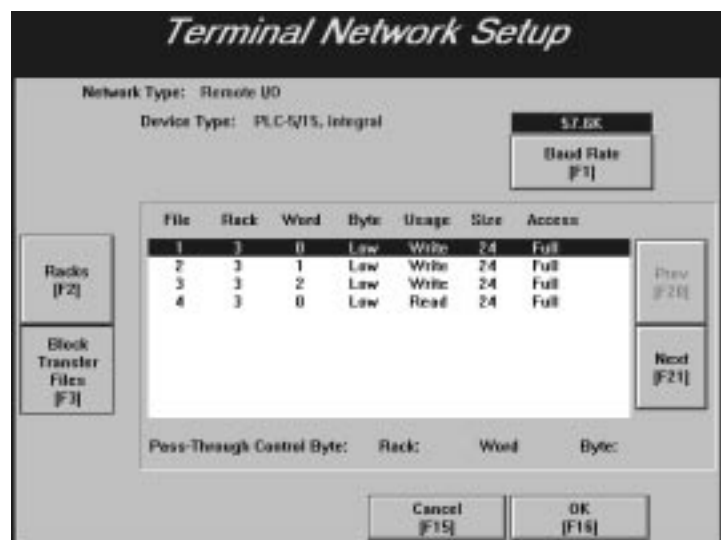 Terminal Network Setup
Network Type: Remote I/O
Device Type: PLC-5/15, Integral
57.6K
Baud Rate
[F1]
File Rack Word Byte Usage Size Access
1 3 0 Low Write 24 Full
2 3 1 Low Write 24 Full
3 3 2 Low Write 24 Full
4 3 0 Low Read 24 Full
Racks
[F2]
Prev
[F20]
Block
Transfer
Files
[F3]
Next
[F21]
Pass-Through Control Byte: Rack: Word Byte:
Cancel
[F15]
OK
[F16]